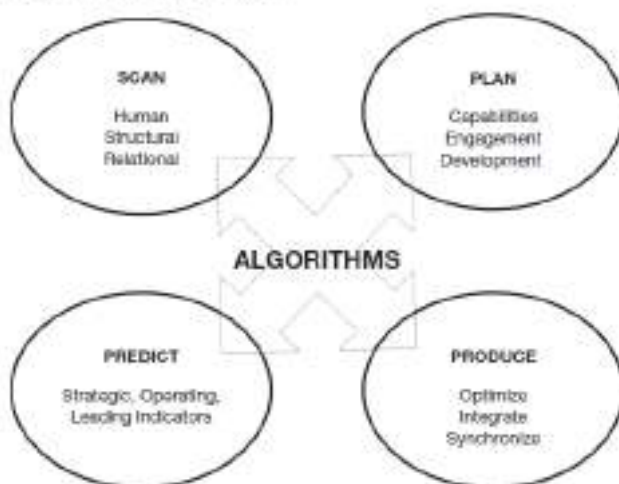 SCAN
Human
Structural
Relational
PLAN
Capabilities
Engagement
Development
ALGORITHMS
PREDICT
Strategic, Operating,
Leading Indicators
PRODUCE
Optimize
Integrate
Synchronize